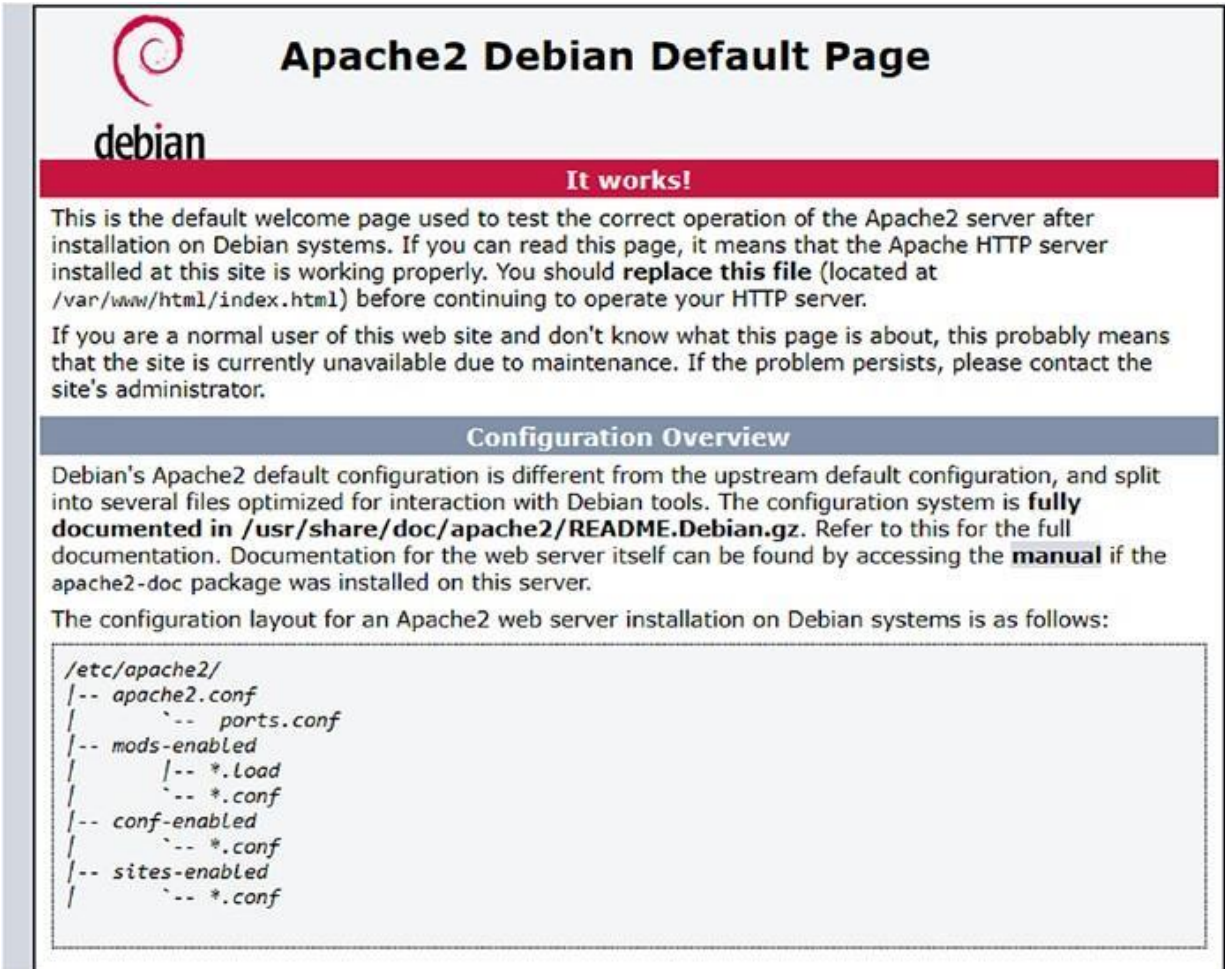 debian
Apache2 Debian Default Page
It works!
This is the default welcome page used to test the correct operation of the Apache2 server after
installation on Debian systems. If you can read this page, it means that the Apache HTTP server
installed at this site is working properly. You should replace this file (located at
/var/www/html/index.html) before continuing to operate your HTTP server.
If you are a normal user of this web site and don't know what this page is about, this probably means
that the site is currently unavailable due to maintenance. If the problem persists, please contact the
site's administrator.
Configuration Overview
Debian's Apache2 default configuration is different from the upstream default configuration, and split
into several files optimized for interaction with Debian tools. The configuration system is fully
documented in /usr/share/doc/apache2/README.Debian.gz. Refer to this for the full
documentation. Documentation for the web server itself can be found by accessing the manual if the
apache2-doc package was installed on this server.
The configuration layout for an Apache2 web server installation on Debian systems is as follows:
/etc/apache2/
|-- apache2.conf
|       `--  ports.conf
|-- mods-enabled
|       |-- *.load
|       `-- *.conf
|-- conf-enabled
|       `-- *.conf
|-- sites-enabled
|       `-- *.conf